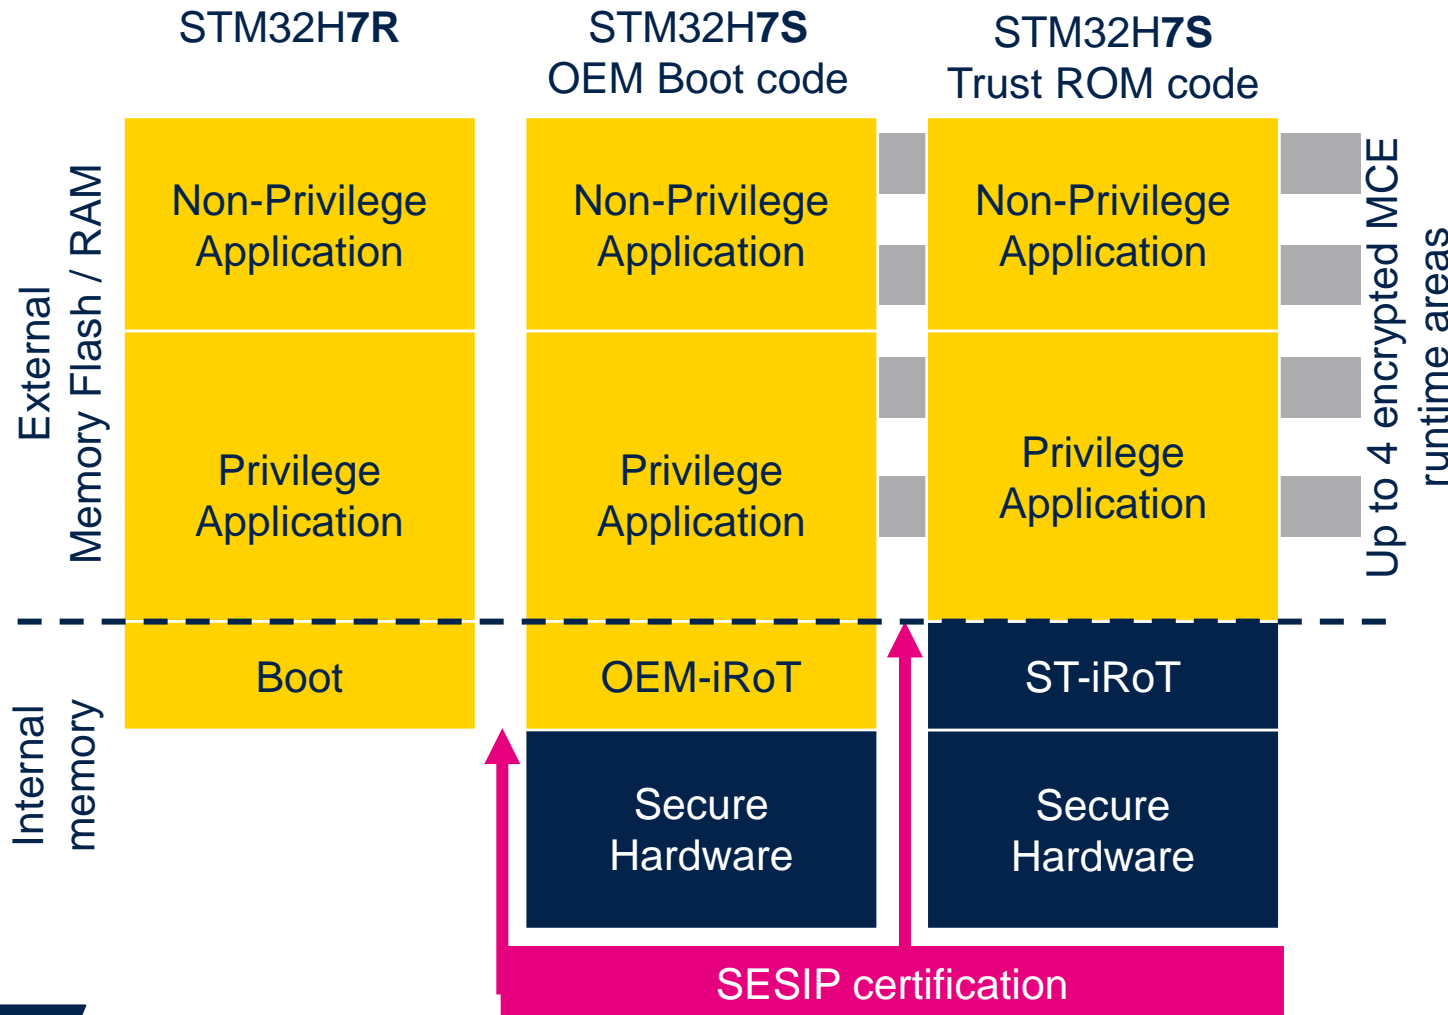 STM32H7R
STM32H7S
OEM Boot code
STM32H7S
Trust ROM code
External
Memory Flash / RAM
Non-Privilege
Application
Non-Privilege
Application
Non-Privilege
Application
Up to 4 encrypted MCE
runtime areas
Privilege
Application
Privilege
Application
Privilege
Application
Internal
memory
Boot
OEM-iRoT
ST-iRoT
Secure
Hardware
Secure
Hardware
SESIP certification